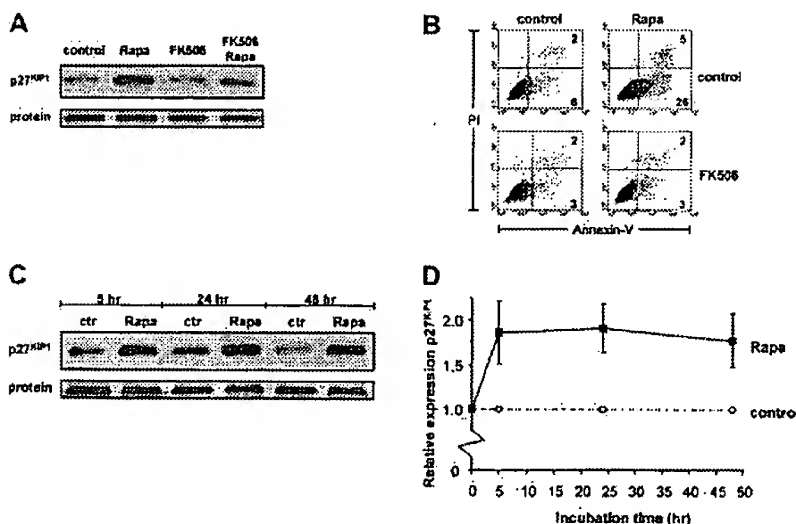 A
control Rapa FK506 FK506 Rapa
p27KIP1
protein
B
control Rapa
2
5
control
6
26
PI
2
2
FK506
3
3
Annexin-V
C
5 hr 24 hr 48 hr
ctr Rapa ctr Rapa ctr Rapa
p27KIP1
protein
D
Relative expression p27KIP1
2.0
1.5
1.0
0
Rapa
contro
0 5 10 15 20 25 30 35 40 45 50
Incubation time (hr)